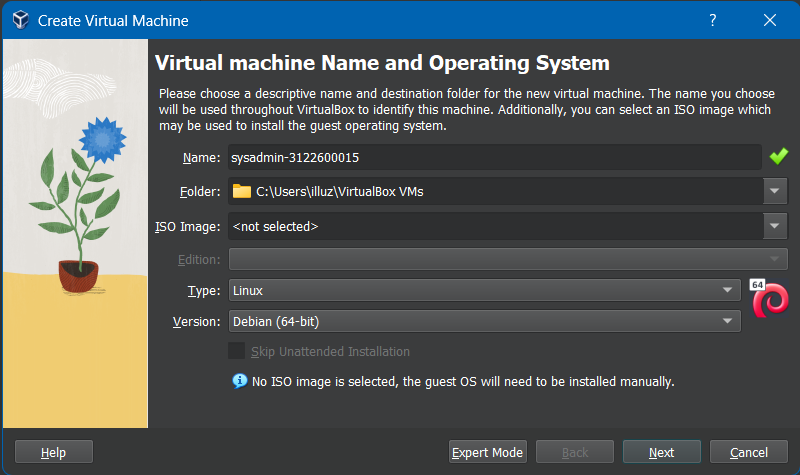 Create Virtual Machine
?
Virtual machine Name and Operating System
Please choose a descriptive name and destination folder for the new virtual machine. The name you choose
will be used throughout VirtualBox to identify this machine. Additionally, you can select an ISO image which
may be used to install the guest operating system.
Name: sysadmin-3122600015
Folder: C:\Users\illuz\VirtualBox VMs
ISO Image: <not selected>
Edition:
Type: Linux
64
Version: Debian (64-bit)
Skip Unattended Installation
No ISO image is selected, the guest OS will need to be installed manually.
Help Expert Mode Back Next Cancel